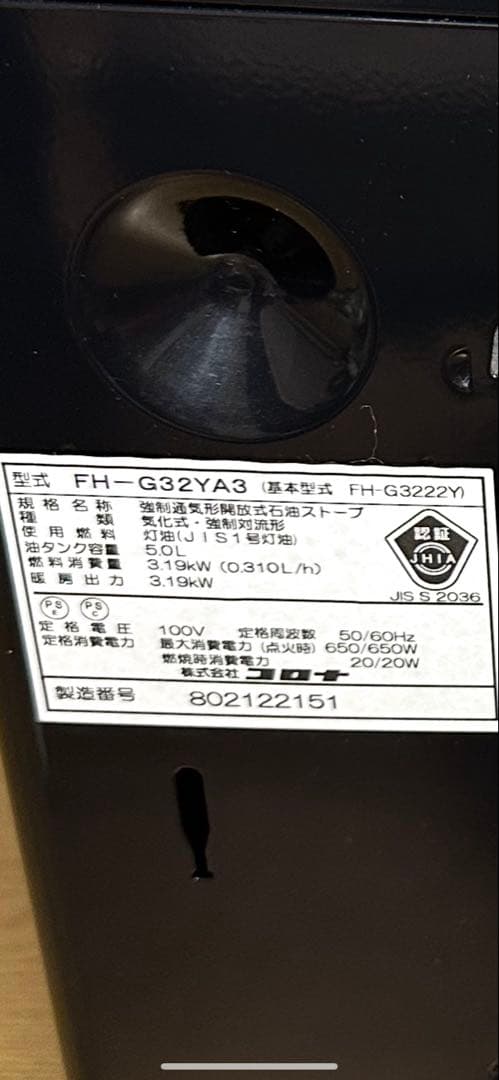 型式 FH-G32YA3 (基本型式 FH-G3222Y)
規格名称 強制通気形開放式石油ストーブ
種類 気化式・強制対流形
使用燃料 灯油(JIS1号灯油)
油タンク容量 5.0L
燃料消費量 3.19kW (0.310L/h)
暖房出力 3.19kW
認証
JHIA
JIS S 2036
PS E PS C
定格電圧 100V 定格周波数 50/60Hz
定格消費電力 最大消費電力 (点火時) 650/650W
燃焼時消費電力 20/20W
株式会社 コロナ
製造番号 802122151